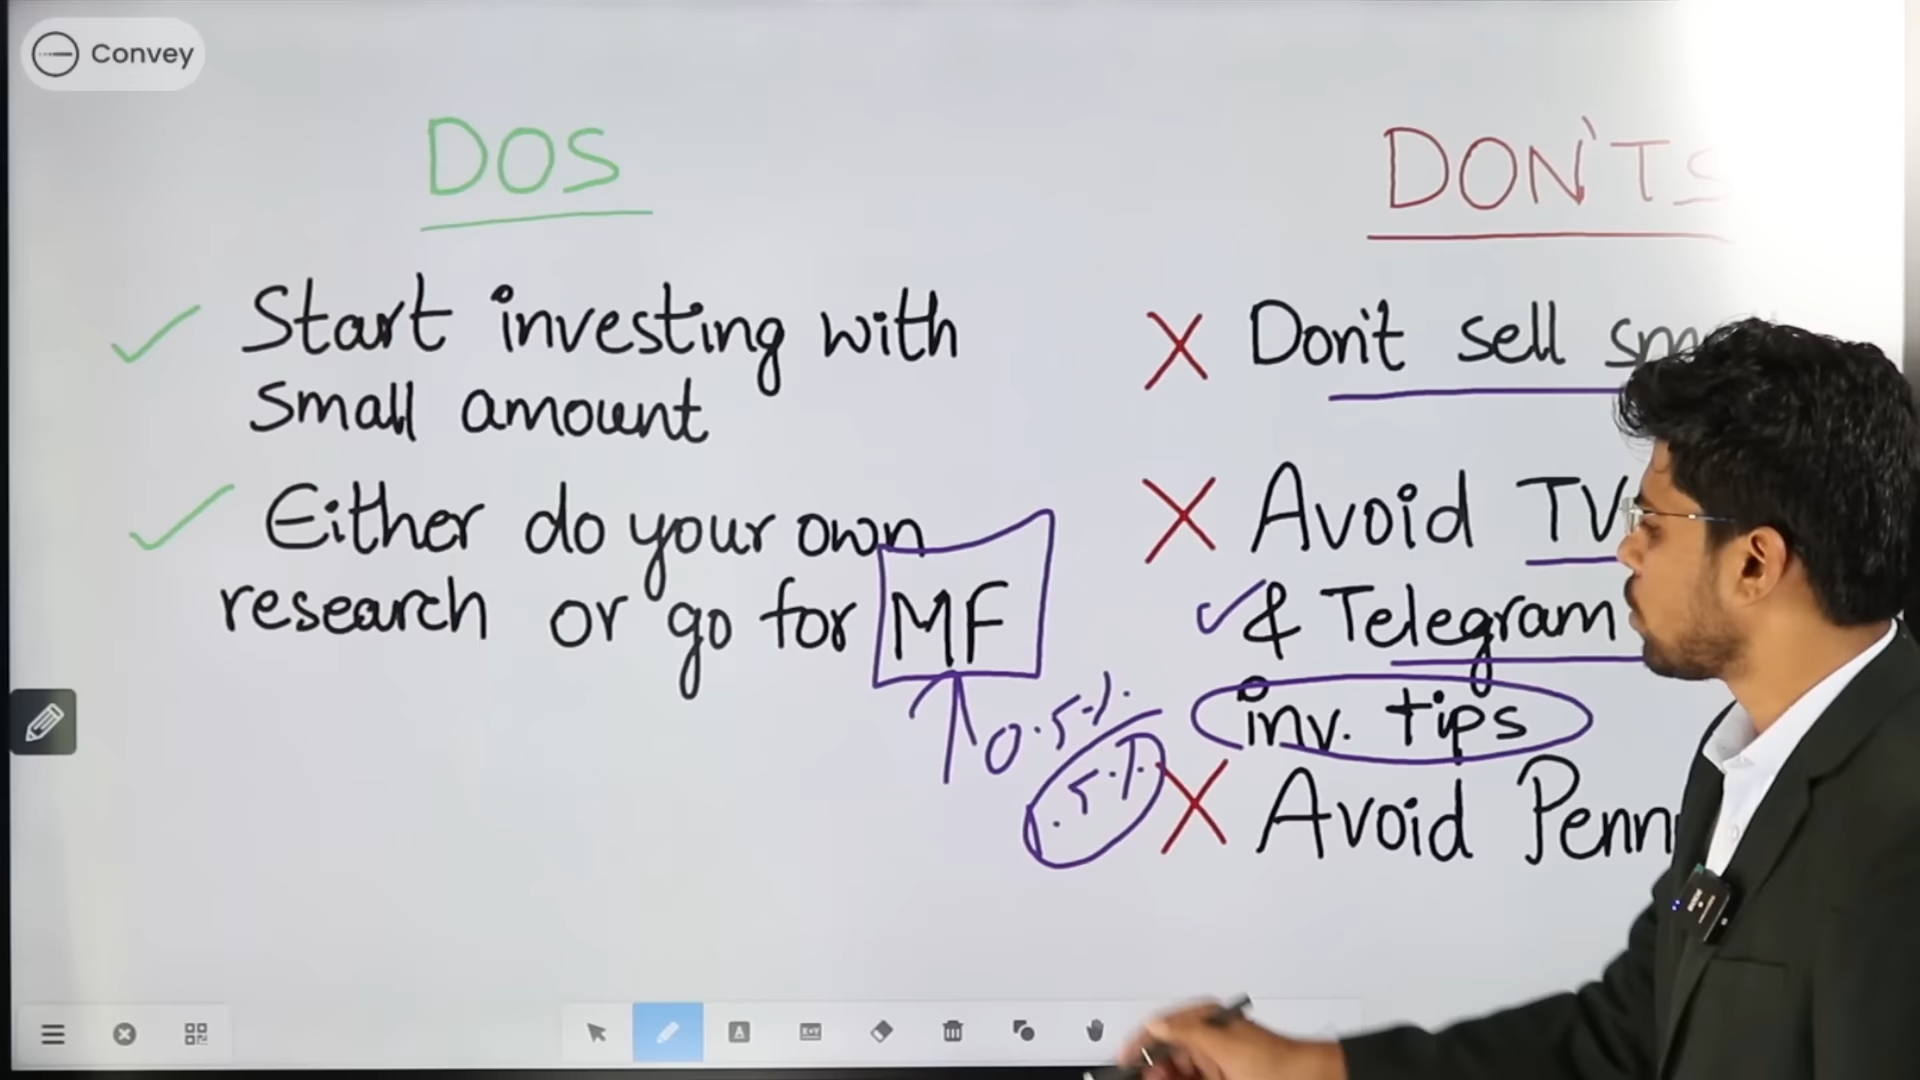 Convey
DOS
Start investing with
small amount
Either do your own
research or go for MF
0.5%
.5%
DON'TS
Don't sell
Avoid TV
& Telegram
inv. tips
Avoid